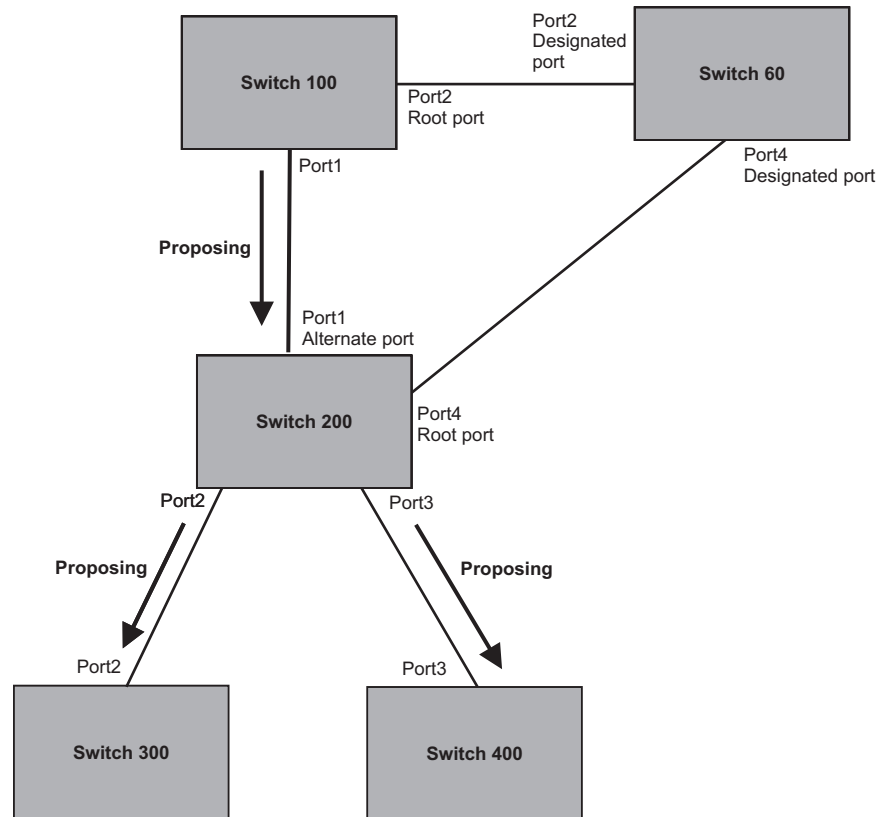 Port2
Designated
port
Switch 100
Switch 60
Port2
Root port
Port1
Port4
Designated port
Proposing
Port1
Alternate port
Switch 200
Port4
Root port
Port2
Port3
Proposing
Proposing
Port2
Port3
Switch 300
Switch 400